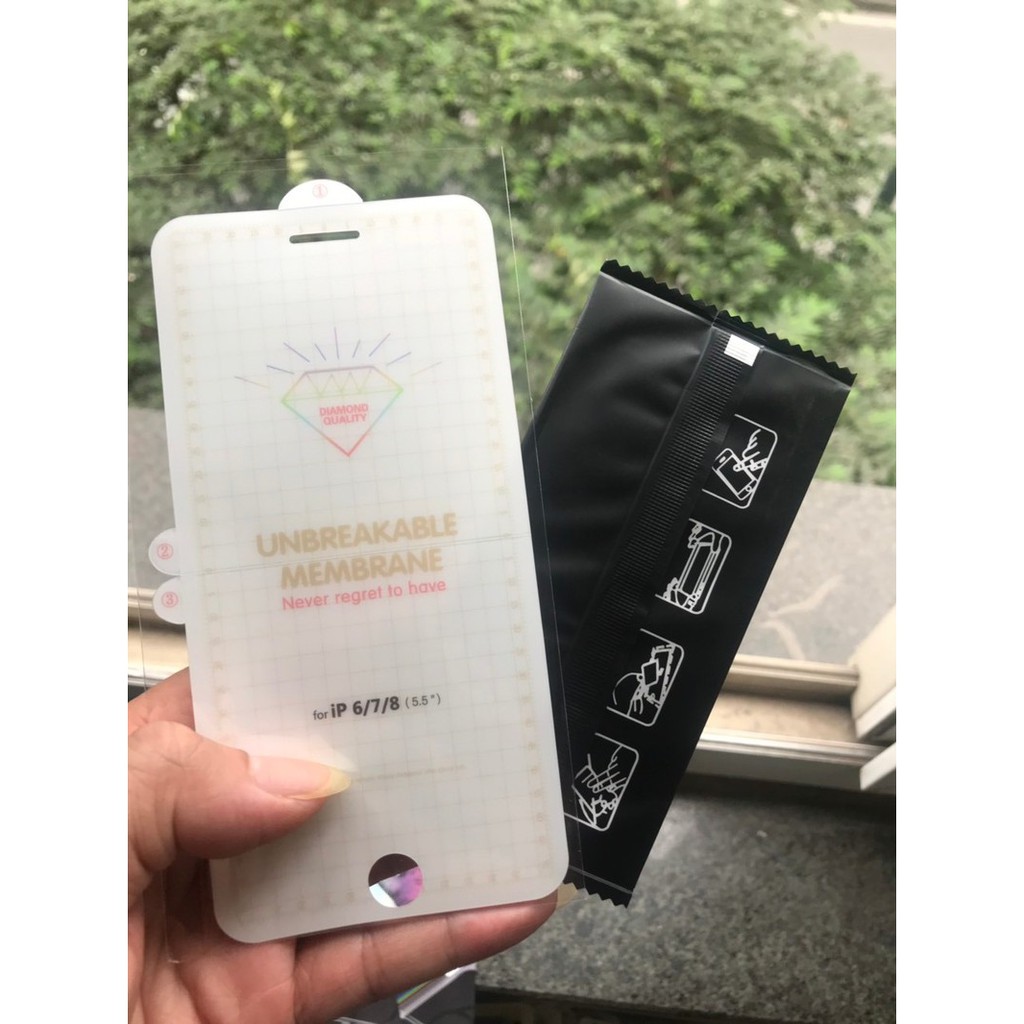 ①
DIAMOND
QUALITY
②
UNBREAKABLE
MEMBRANE
③
Never regret to have
for iP 6/7/8 (5.5")